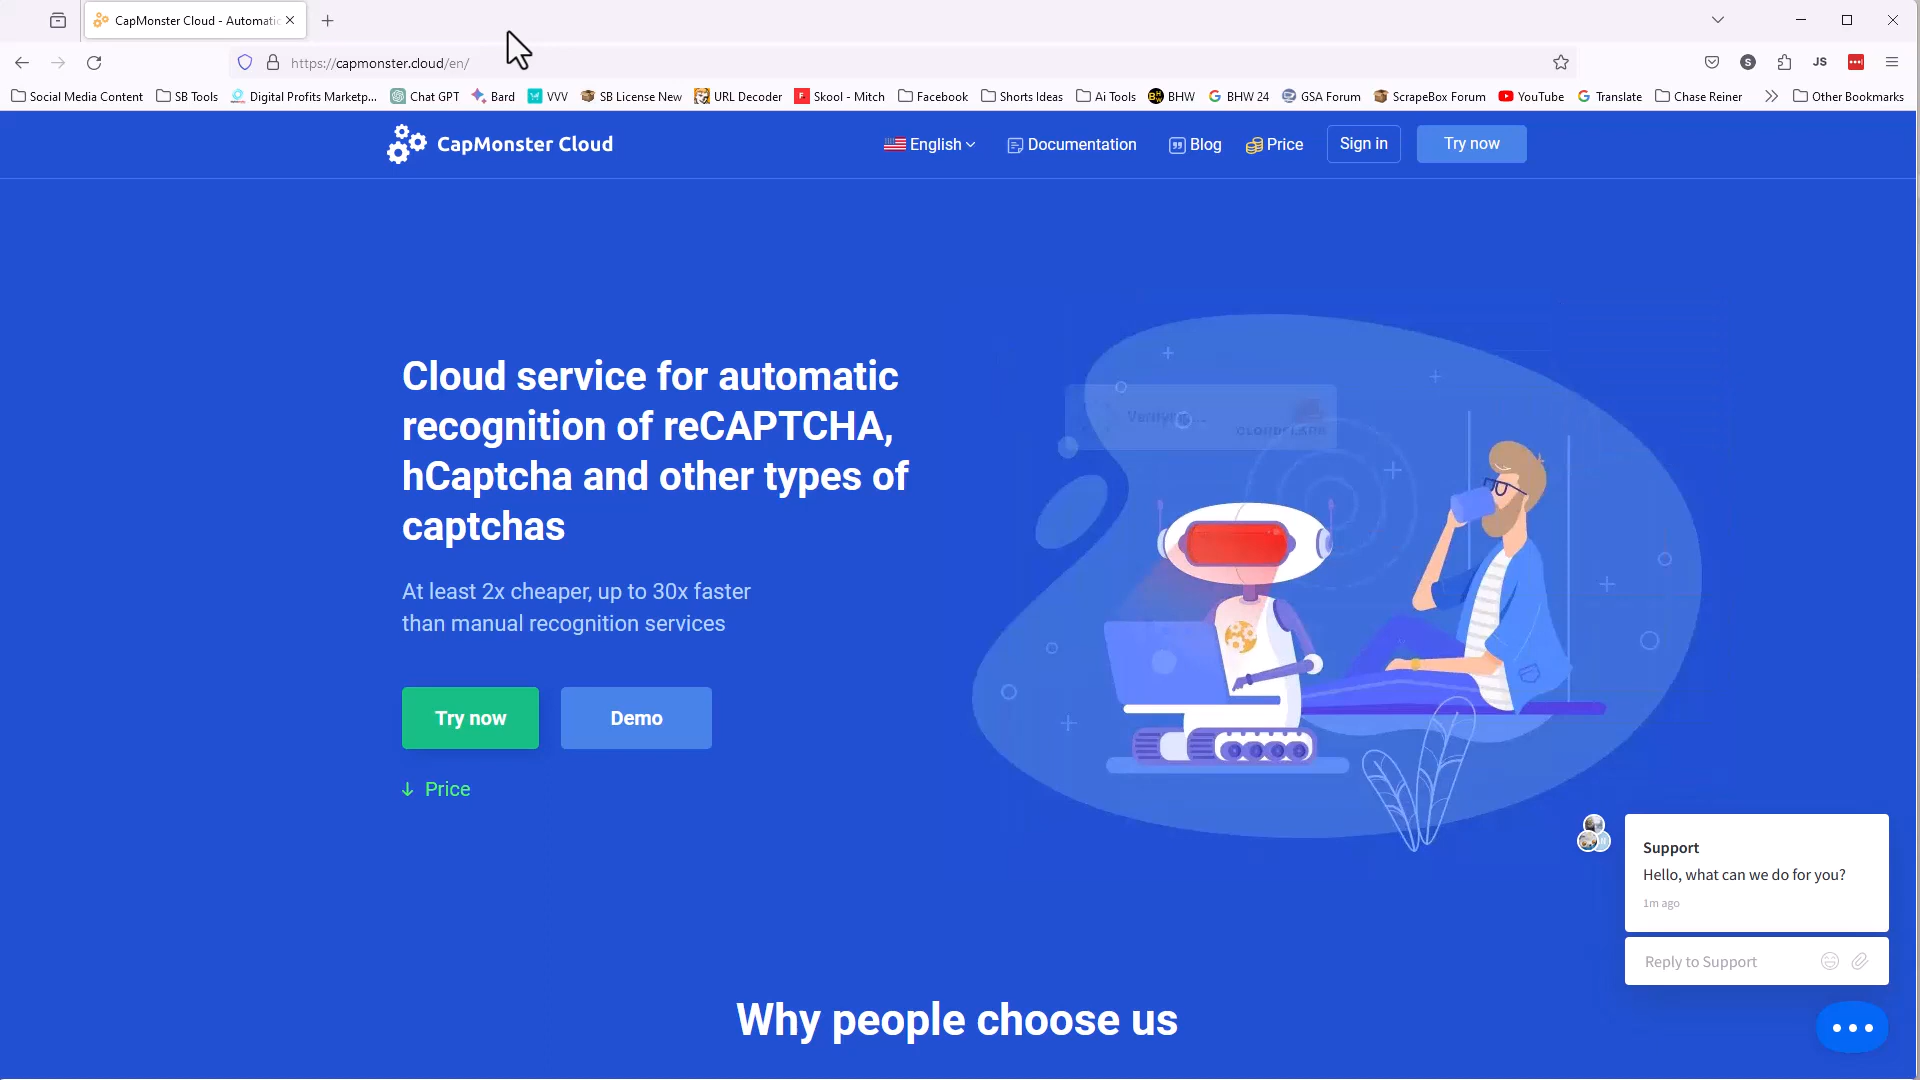 CapMonster Cloud - Automatic
https://capmonster.cloud/en/
JS
Social Media Content
SB Tools
Digital Profits Marketp...
Chat GPT
Bard
VVV
SB License New
URL Decoder
Skool - Mitch
Facebook
Shorts Ideas
Ai Tools
BHW
BHW 24
GSA Forum
ScrapeBox Forum
YouTube
Translate
Chase Reiner
Other Bookmarks
CapMonster Cloud
English
Documentation
Blog
Price
Sign in
Try now
Cloud service for automatic
recognition of reCAPTCHA,
hCaptcha and other types of
captchas
At least 2x cheaper, up to 30x faster
than manual recognition services
Try now
Demo
Price
CLOUDFLARE
Support
Hello, what can we do for you?
1m ago
Reply to Support
Why people choose us